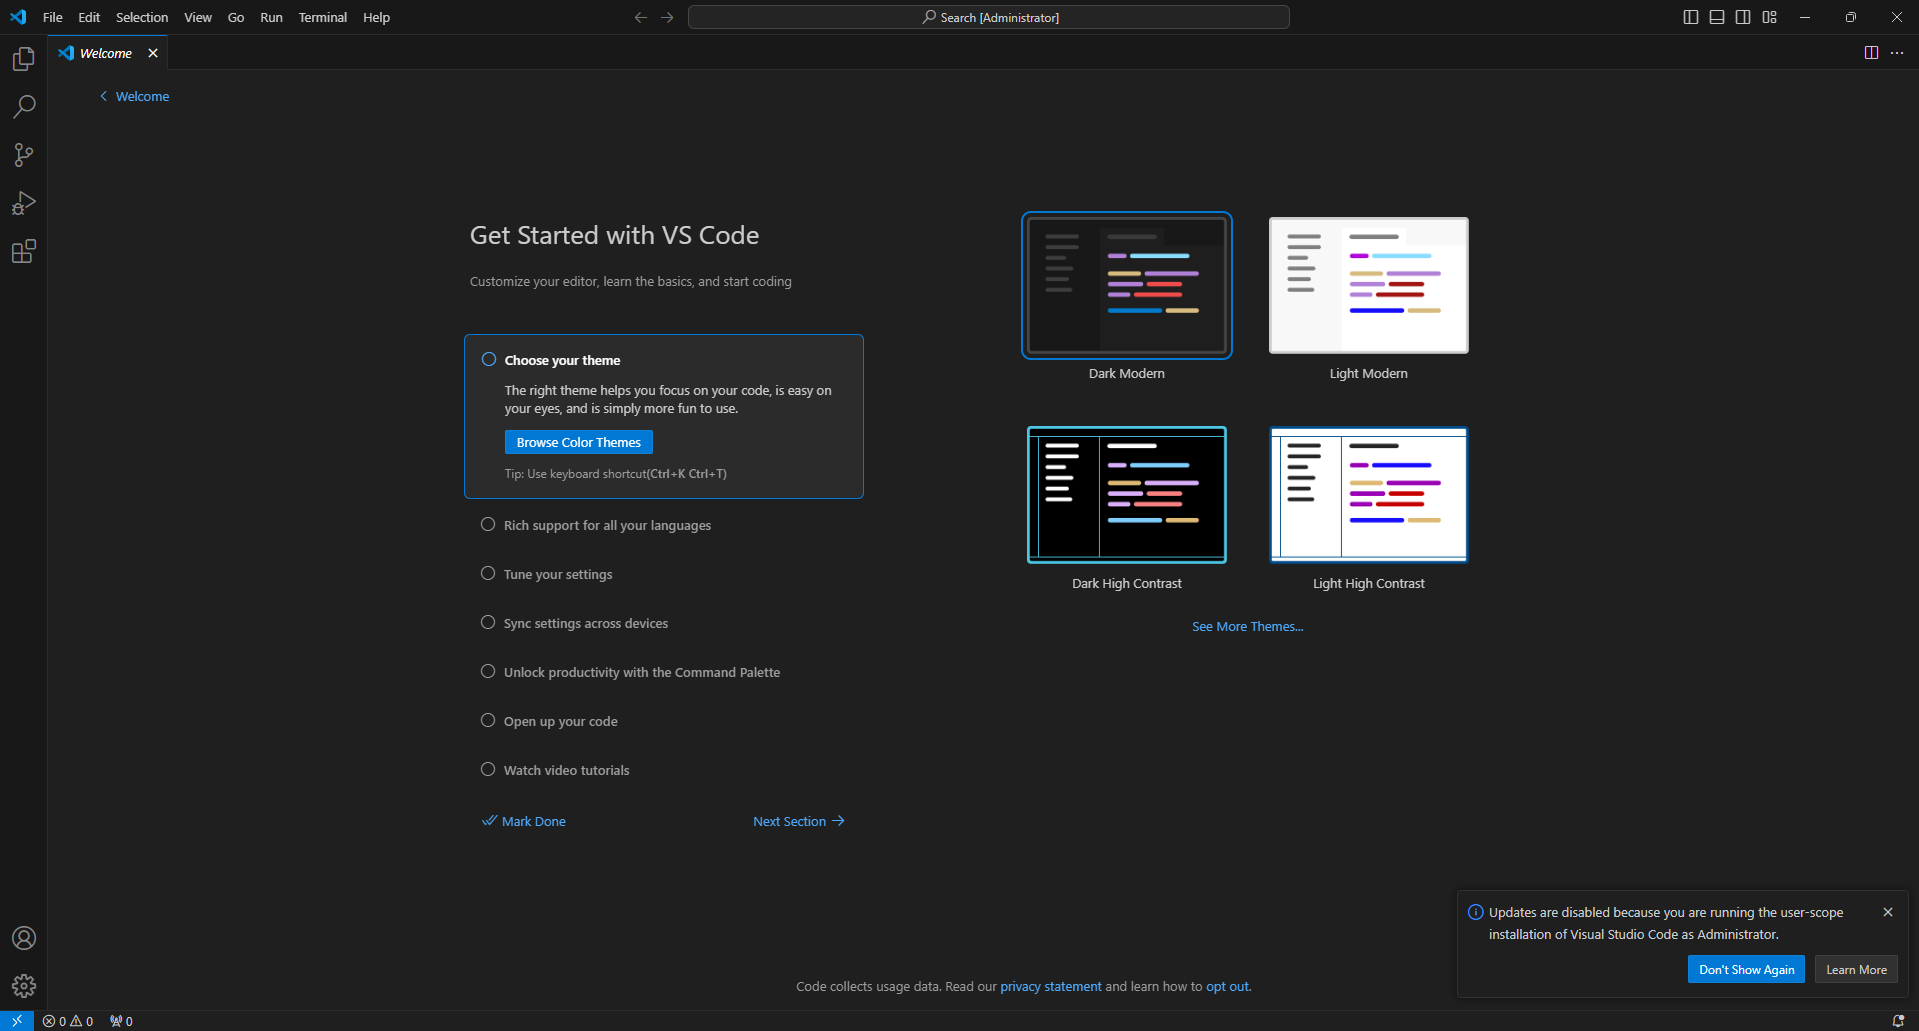 File Edit Selection View Go Run Terminal Help
Search [Administrator]
Welcome
Welcome
Get Started with VS Code
Customize your editor, learn the basics, and start coding
Choose your theme
The right theme helps you focus on your code, is easy on
your eyes, and is simply more fun to use.
Browse Color Themes
Tip: Use keyboard shortcut(Ctrl+K Ctrl+T)
Rich support for all your languages
Tune your settings
Sync settings across devices
Unlock productivity with the Command Palette
Open up your code
Watch video tutorials
Mark Done
Next Section
Dark Modern
Light Modern
Dark High Contrast
Light High Contrast
See More Themes...
Updates are disabled because you are running the user-scope
installation of Visual Studio Code as Administrator.
Don't Show Again
Learn More
Code collects usage data. Read our privacy statement and learn how to opt out.
0 0 0